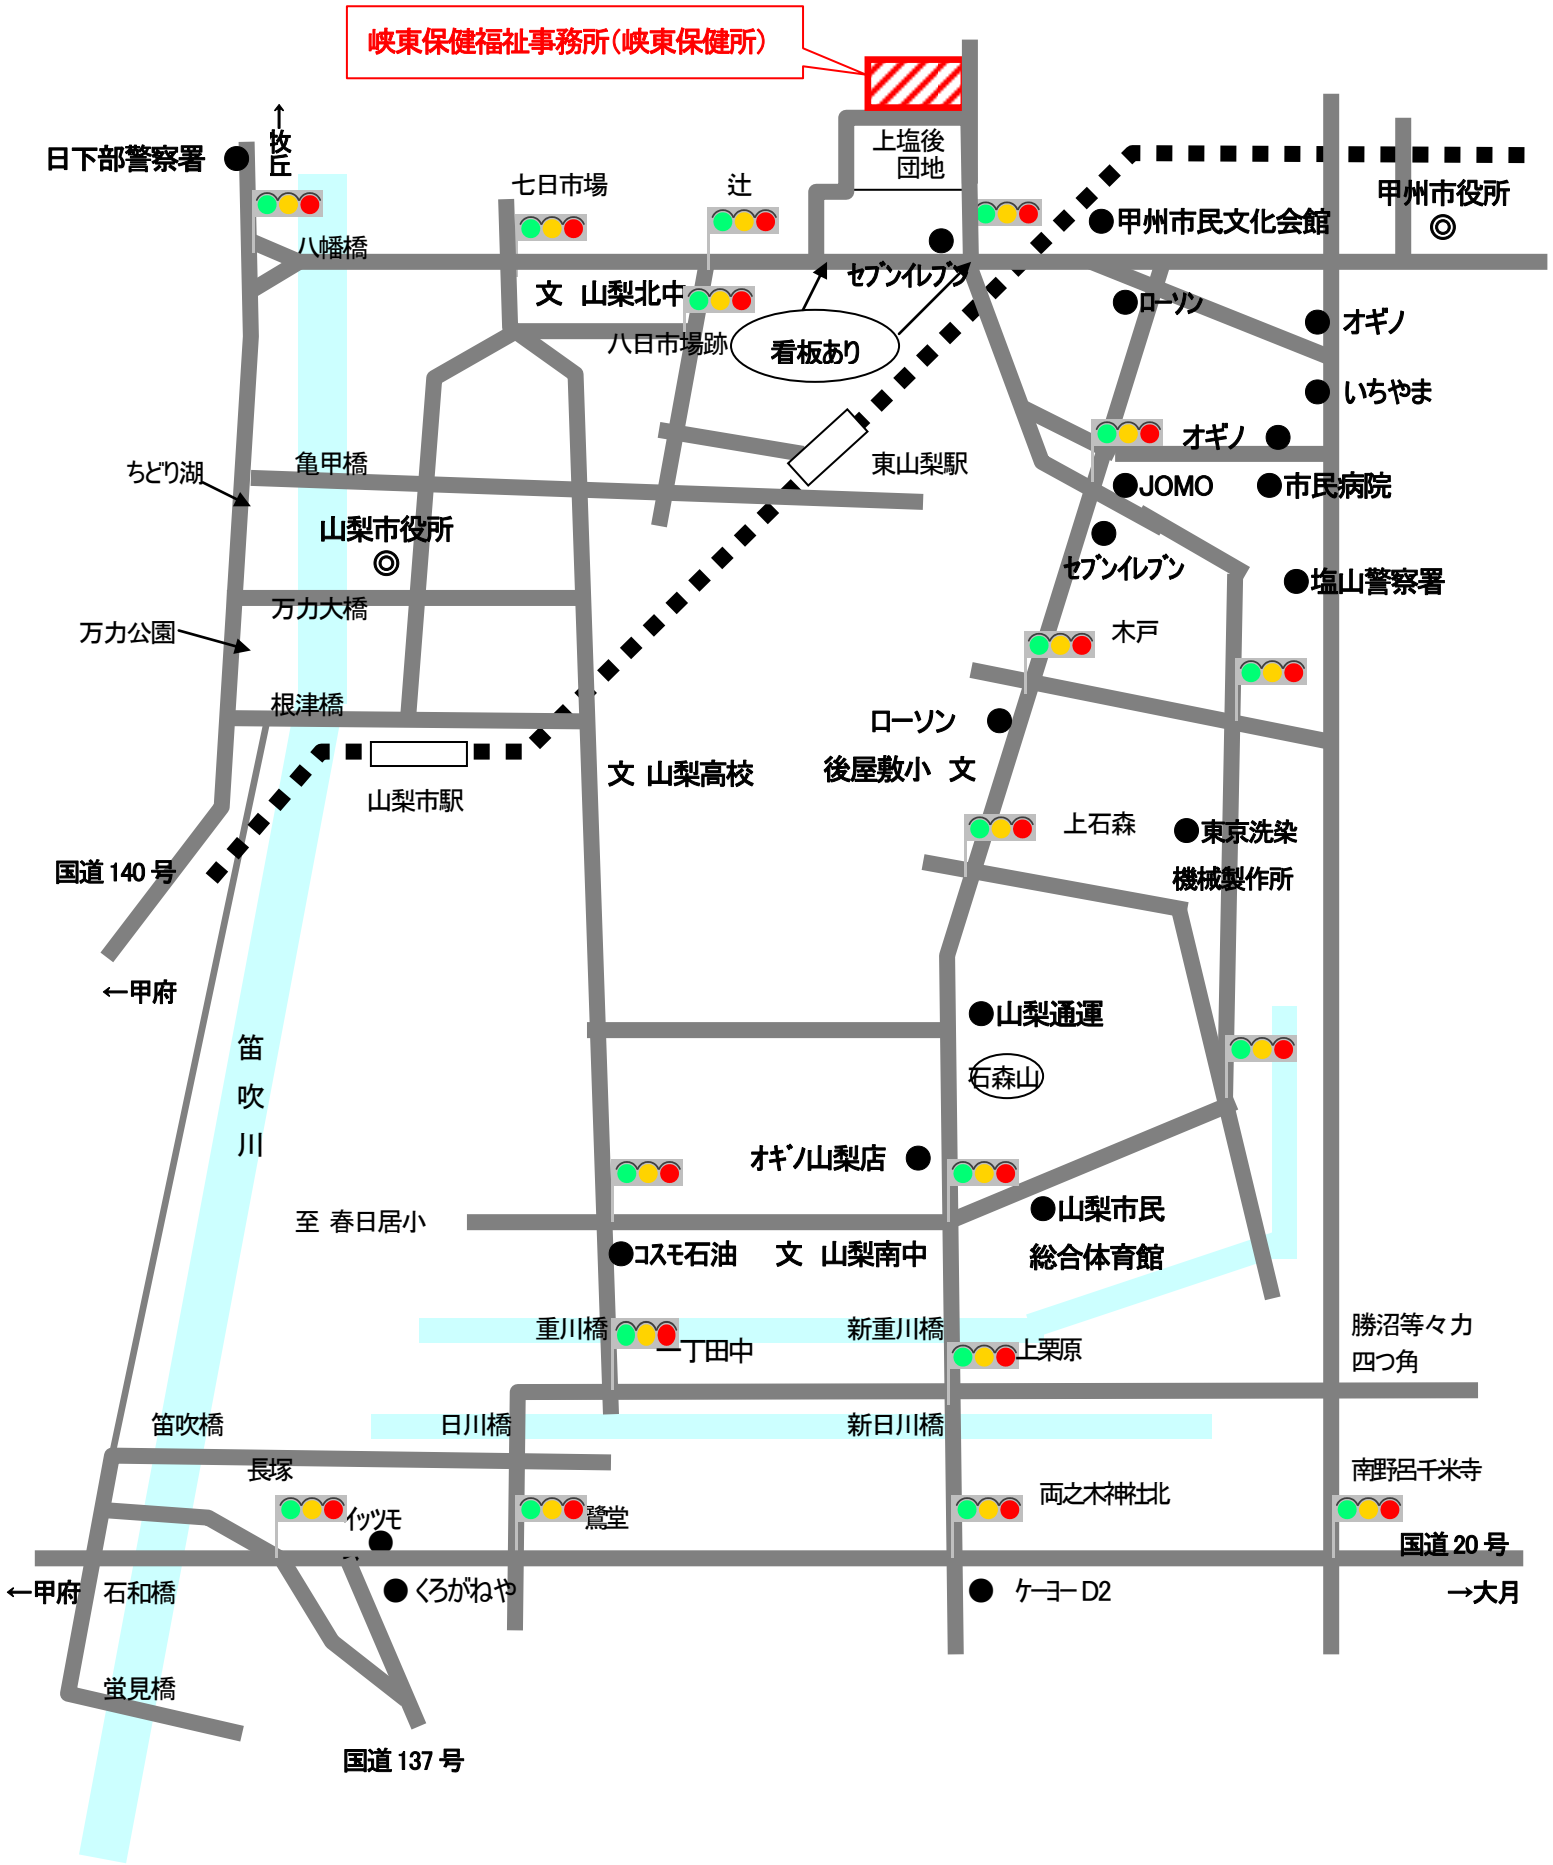 峡東保健福祉事務所（峡東保健所）
←牧丘
日下部警察署
上塩後
団地
七日市場
辻
甲州市役所
甲州市民文化会館
八幡橋
ｾﾌﾞﾝｲﾚﾌﾞﾝ
文 山梨北中
ﾛｰｿﾝ
オギノ
八日市場跡
看板あり
いちやま
オギノ
ちどり湖
亀甲橋
東山梨駅
JOMO
市民病院
山梨市役所
ｾﾌﾞﾝｲﾚﾌﾞﾝ
塩山警察署
万力大橋
万力公園
木戸
根津橋
ローソン
文 山梨高校
後屋敷小 文
山梨市駅
上石森
東京洗染
機械製作所
国道140号
←甲府
山梨通運
笛吹川
石森山
ｵｷﾞﾉ山梨店
山梨市民
総合体育館
至 春日居小
ｺｽﾓ石油
文 山梨南中
重川橋
新重川橋
一丁田中
上栗原
勝沼等々力
四つ角
笛吹橋
日川橋
新日川橋
長塚
南野呂千米寺
両之木神社北
ｲｯﾂﾓ
鷺堂
国道20号
←甲府
石和橋
くろがねや
ｹｰﾖｰD2
→大月
蛍見橋
国道137号